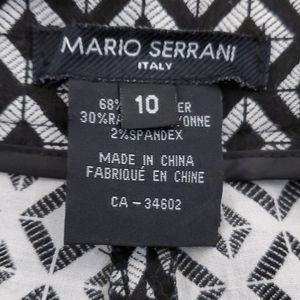 MARIO SERRANI
ITALY
10
68%
30%
2%SPANDEX
MADE IN CHINA
FABRIQUÉ EN CHINE
CA - 34602